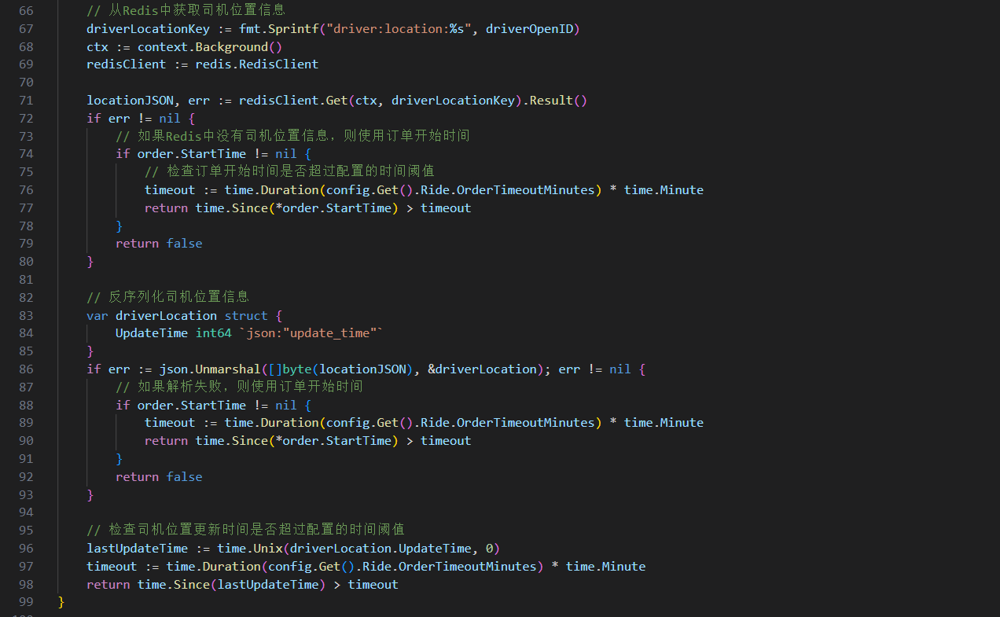 66 // 从Redis中获取司机位置信息
67 driverLocationKey := fmt.Sprintf("driver:location:%s", driverOpenID)
68 ctx := context.Background()
69 redisClient := redis.RedisClient
70
71 locationJSON, err := redisClient.Get(ctx, driverLocationKey).Result()
72 if err != nil {
73 // 如果Redis中没有司机位置信息，则使用订单开始时间
74 if order.StartTime != nil {
75 // 检查订单开始时间是否超过配置的时间阈值
76 timeout := time.Duration(config.Get().Ride.OrderTimeoutMinutes) * time.Minute
77 return time.Since(*order.StartTime) > timeout
78 }
79 return false
80 }
81
82 // 反序列化司机位置信息
83 var driverLocation struct {
84 UpdateTime int64 `json:"update_time"`
85 }
86 if err := json.Unmarshal([]byte(locationJSON), &driverLocation); err != nil {
87 // 如果解析失败，则使用订单开始时间
88 if order.StartTime != nil {
89 timeout := time.Duration(config.Get().Ride.OrderTimeoutMinutes) * time.Minute
90 return time.Since(*order.StartTime) > timeout
91 }
92 return false
93 }
94
95 // 检查司机位置更新时间是否超过配置的时间阈值
96 lastUpdateTime := time.Unix(driverLocation.UpdateTime, 0)
97 timeout := time.Duration(config.Get().Ride.OrderTimeoutMinutes) * time.Minute
98 return time.Since(lastUpdateTime) > timeout
99 }